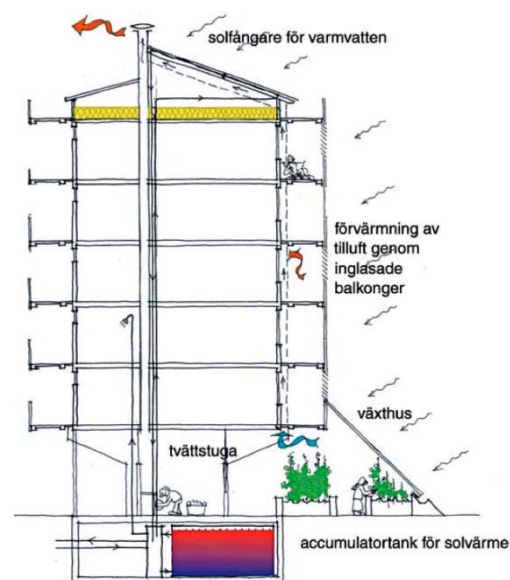 solfångare för varmvatten
förvärmning av
tilluft genom
inglasade
balkonger
växthus
tvättstuga
accumulatortank för solvärme